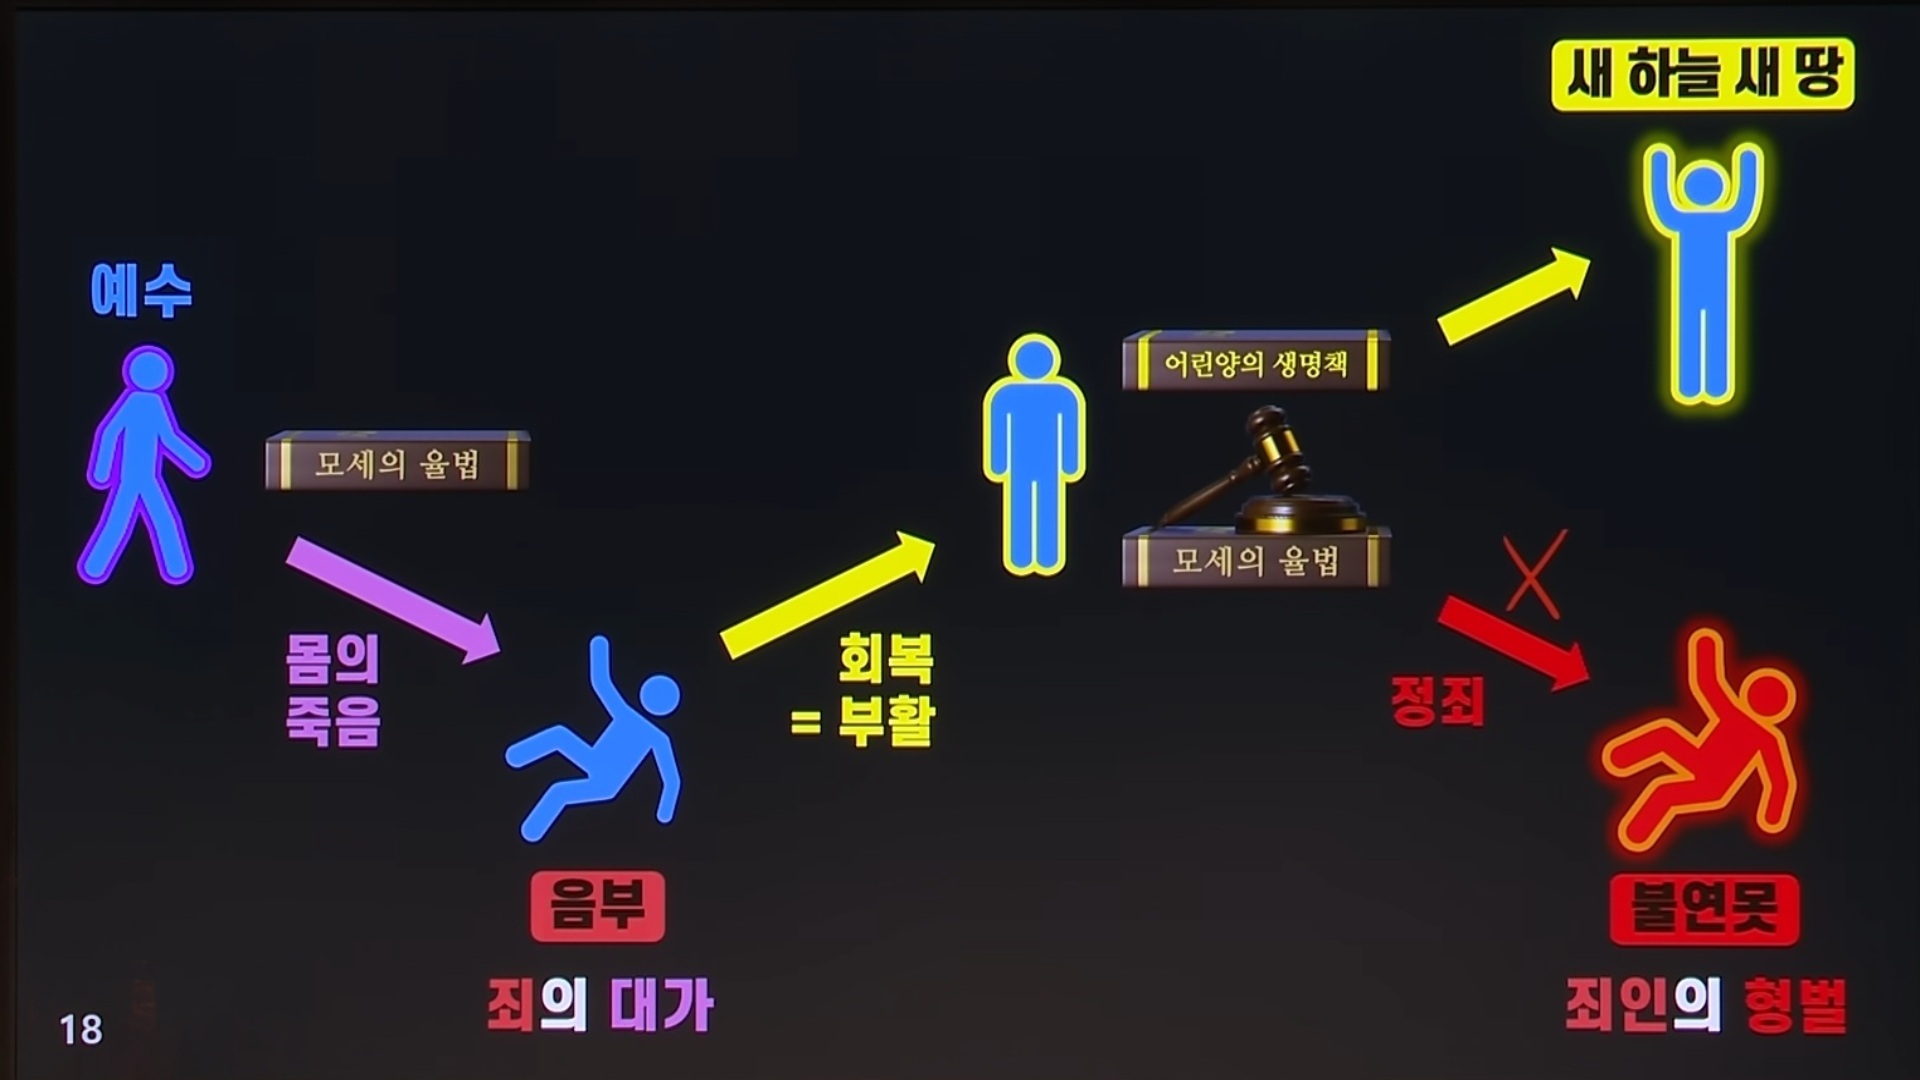 새 하늘 새 땅
예수
어린양의 생명책
모세의 율법
모세의 율법
몸의
죽음
회복
= 부활
정죄
음부
불연못
죄의 대가
죄인의 형벌
18